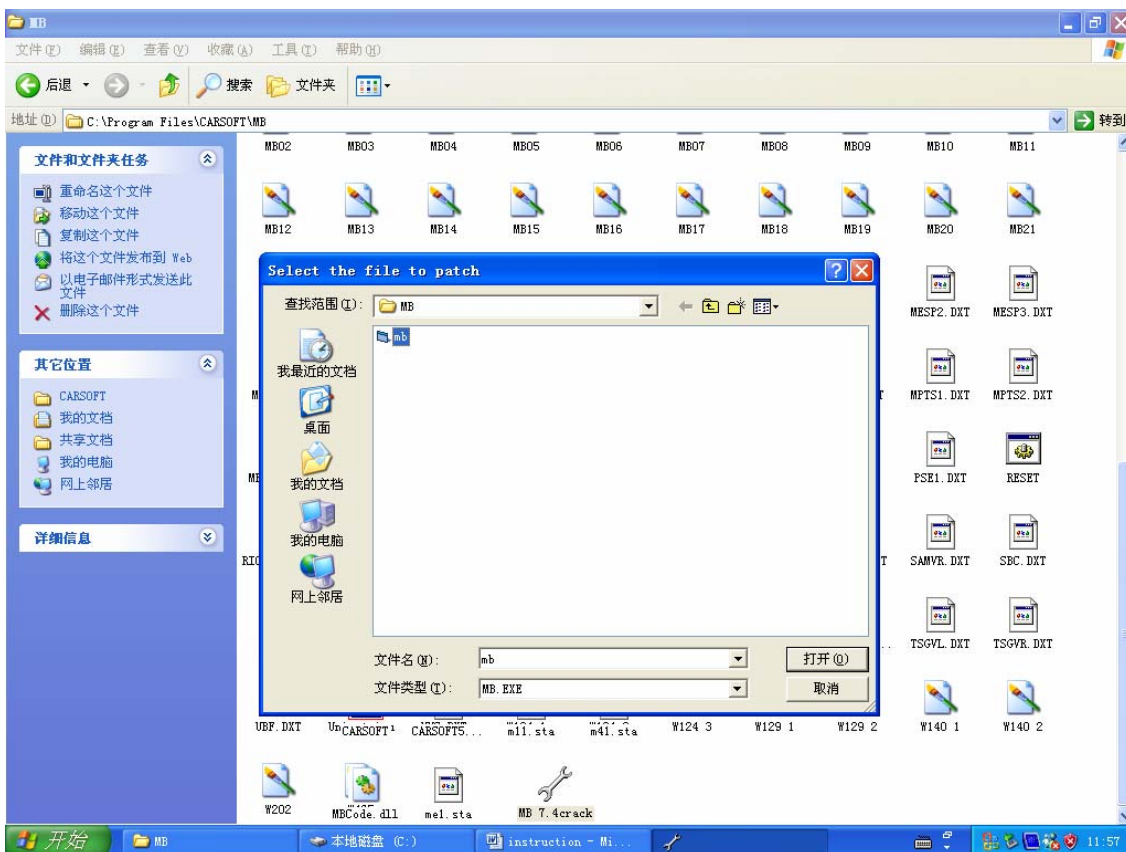 MB
文件(F) 编辑(E) 查看(V) 收藏(A) 工具(T) 帮助(H)
后退 搜索 文件夹
地址(D) C:\Program Files\CARSOFT\MB 转到
文件和文件夹任务
重命名这个文件
移动这个文件
复制这个文件
将这个文件发布到 Web
以电子邮件形式发送此
文件
删除这个文件
其它位置
CARSOFT
我的文档
共享文档
我的电脑
网上邻居
详细信息
MB02 MB03 MB04 MB05 MB06 MB07 MB08 MB09 MB10 MB11
MB12 MB13 MB14 MB15 MB16 MB17 MB18 MB19 MB20 MB21
Select the file to patch
查找范围(I): MB
mb
我最近的文档
桌面
我的文档
我的电脑
网上邻居
文件名(N): mb 打开(O)
文件类型(T): MB.EXE 取消
MESP2.DXT MESP3.DXT
MPTS1.DXT MPTS2.DXT
PSE1.DXT RESET
SAMVR.DXT SBC.DXT
TSGVL.DXT TSGVR.DXT
UBF.DXT CARSOFT1 CARSOFT5... m11.sta m41.sta W124 3 W129 1 W129 2 W140 1 W140 2
W202 MBCode.dll me1.sta MB 7.4crack
开始 MB 本地磁盘 (C:) instruction - Mi... 11:57